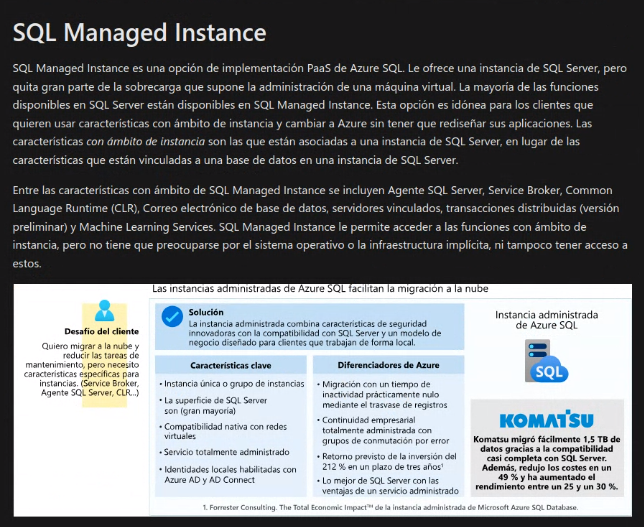 SQL Managed Instance
SQL Managed Instance es una opción de implementación PaaS de Azure SQL. Le ofrece una instancia de SQL Server, pero
quita gran parte de la sobrecarga que supone la administración de una máquina virtual. La mayoría de las funciones
disponibles en SQL Server están disponibles en SQL Managed Instance. Esta opción es idónea para los clientes que
quieren usar características con ámbito de instancia y cambiar a Azure sin tener que rediseñar sus aplicaciones. Las
características con ámbito de instancia son las que están asociadas a una instancia de SQL Server, en lugar de las
características que están vinculadas a una base de datos en una instancia de SQL Server.
Entre las características con ámbito de SQL Managed Instance se incluyen Agente SQL Server, Service Broker, Common
Language Runtime (CLR), Correo electrónico de base de datos, servidores vinculados, transacciones distribuidas (versión
preliminar) y Machine Learning Services. SQL Managed Instance le permite acceder a las funciones con ámbito de
instancia, pero no tiene que preocuparse por el sistema operativo o la infraestructura implícita, ni tampoco tener acceso a
estos.
Las instancias administradas de Azure SQL facilitan la migración a la nube
Desafío del cliente
Quiero migrar a la nube y
reducir las tareas de
mantenimiento, pero necesito
características específicas para
instancias. (Service Broker,
Agente SQL Server, CLR...)
Solución
La instancia administrada combina características de seguridad
innovadoras con la compatibilidad con SQL Server y un modelo de
negocio diseñado para clientes que trabajan de forma local.
Características clave
• Instancia única o grupo de instancias
• La superficie de SQL Server
son (gran mayoría)
• Compatibilidad nativa con redes
virtuales
• Servicio totalmente administrado
• Identidades locales habilitadas con
Azure AD y AD Connect
Diferenciadores de Azure
• Migración con un tiempo de
inactividad prácticamente nulo
mediante el trasvase de registros
• Continuidad empresarial
totalmente administrada con
grupos de conmutación por error
• Retorno previsto de la inversión del
212 % en un plazo de tres años¹
• Lo mejor de SQL Server con las
ventajas de un servicio administrado
Instancia administrada
de Azure SQL
SQL
KOMATSU
Komatsu migró fácilmente 1,5 TB de
datos gracias a la compatibilidad
casi completa con SQL Server.
Además, redujo los costes en un
49 % y ha aumentado el
rendimiento entre un 25 y un 30 %.
1. Forrester Consulting. The Total Economic Impact™ de la instancia administrada de Microsoft Azure SQL Database.